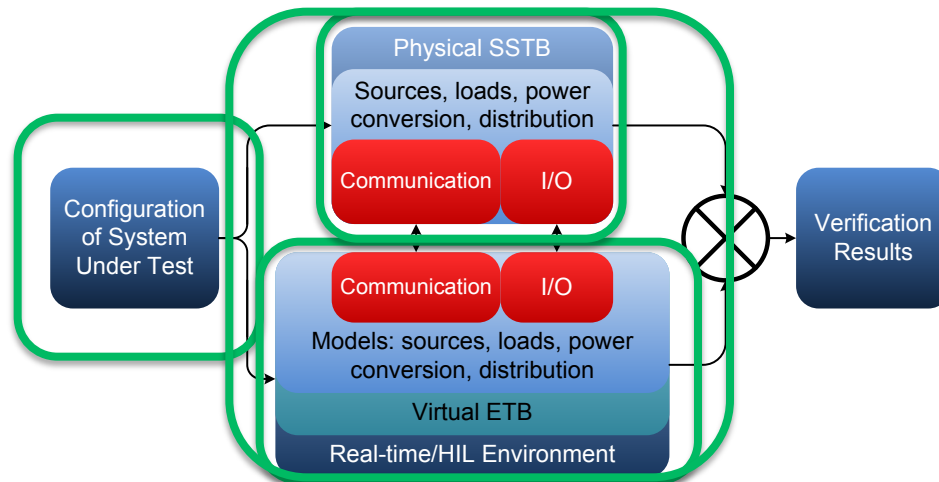 Physical SSTB
Sources, loads, power
conversion, distribution
Communication
I/O
Configuration
of System
Under Test
Verification
Results
Communication
I/O
Models: sources, loads, power
conversion, distribution
Virtual ETB
Real-time/HIL Environment